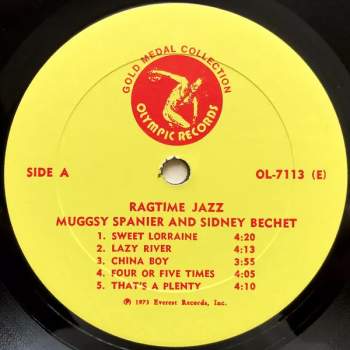 GOLD MEDAL COLLECTION
OLYMPIC RECORDS
SIDE A
OL-7113 (E)
RAGTIME JAZZ
MUGGSY SPANIER AND SIDNEY BECHET
1. SWEET LORRAINE 4:20
2. LAZY RIVER 4:13
3. CHINA BOY 3:55
4. FOUR OR FIVE TIMES 4:05
5. THAT'S A PLENTY 4:10
Ⓟ 1973 Everest Records, Inc.